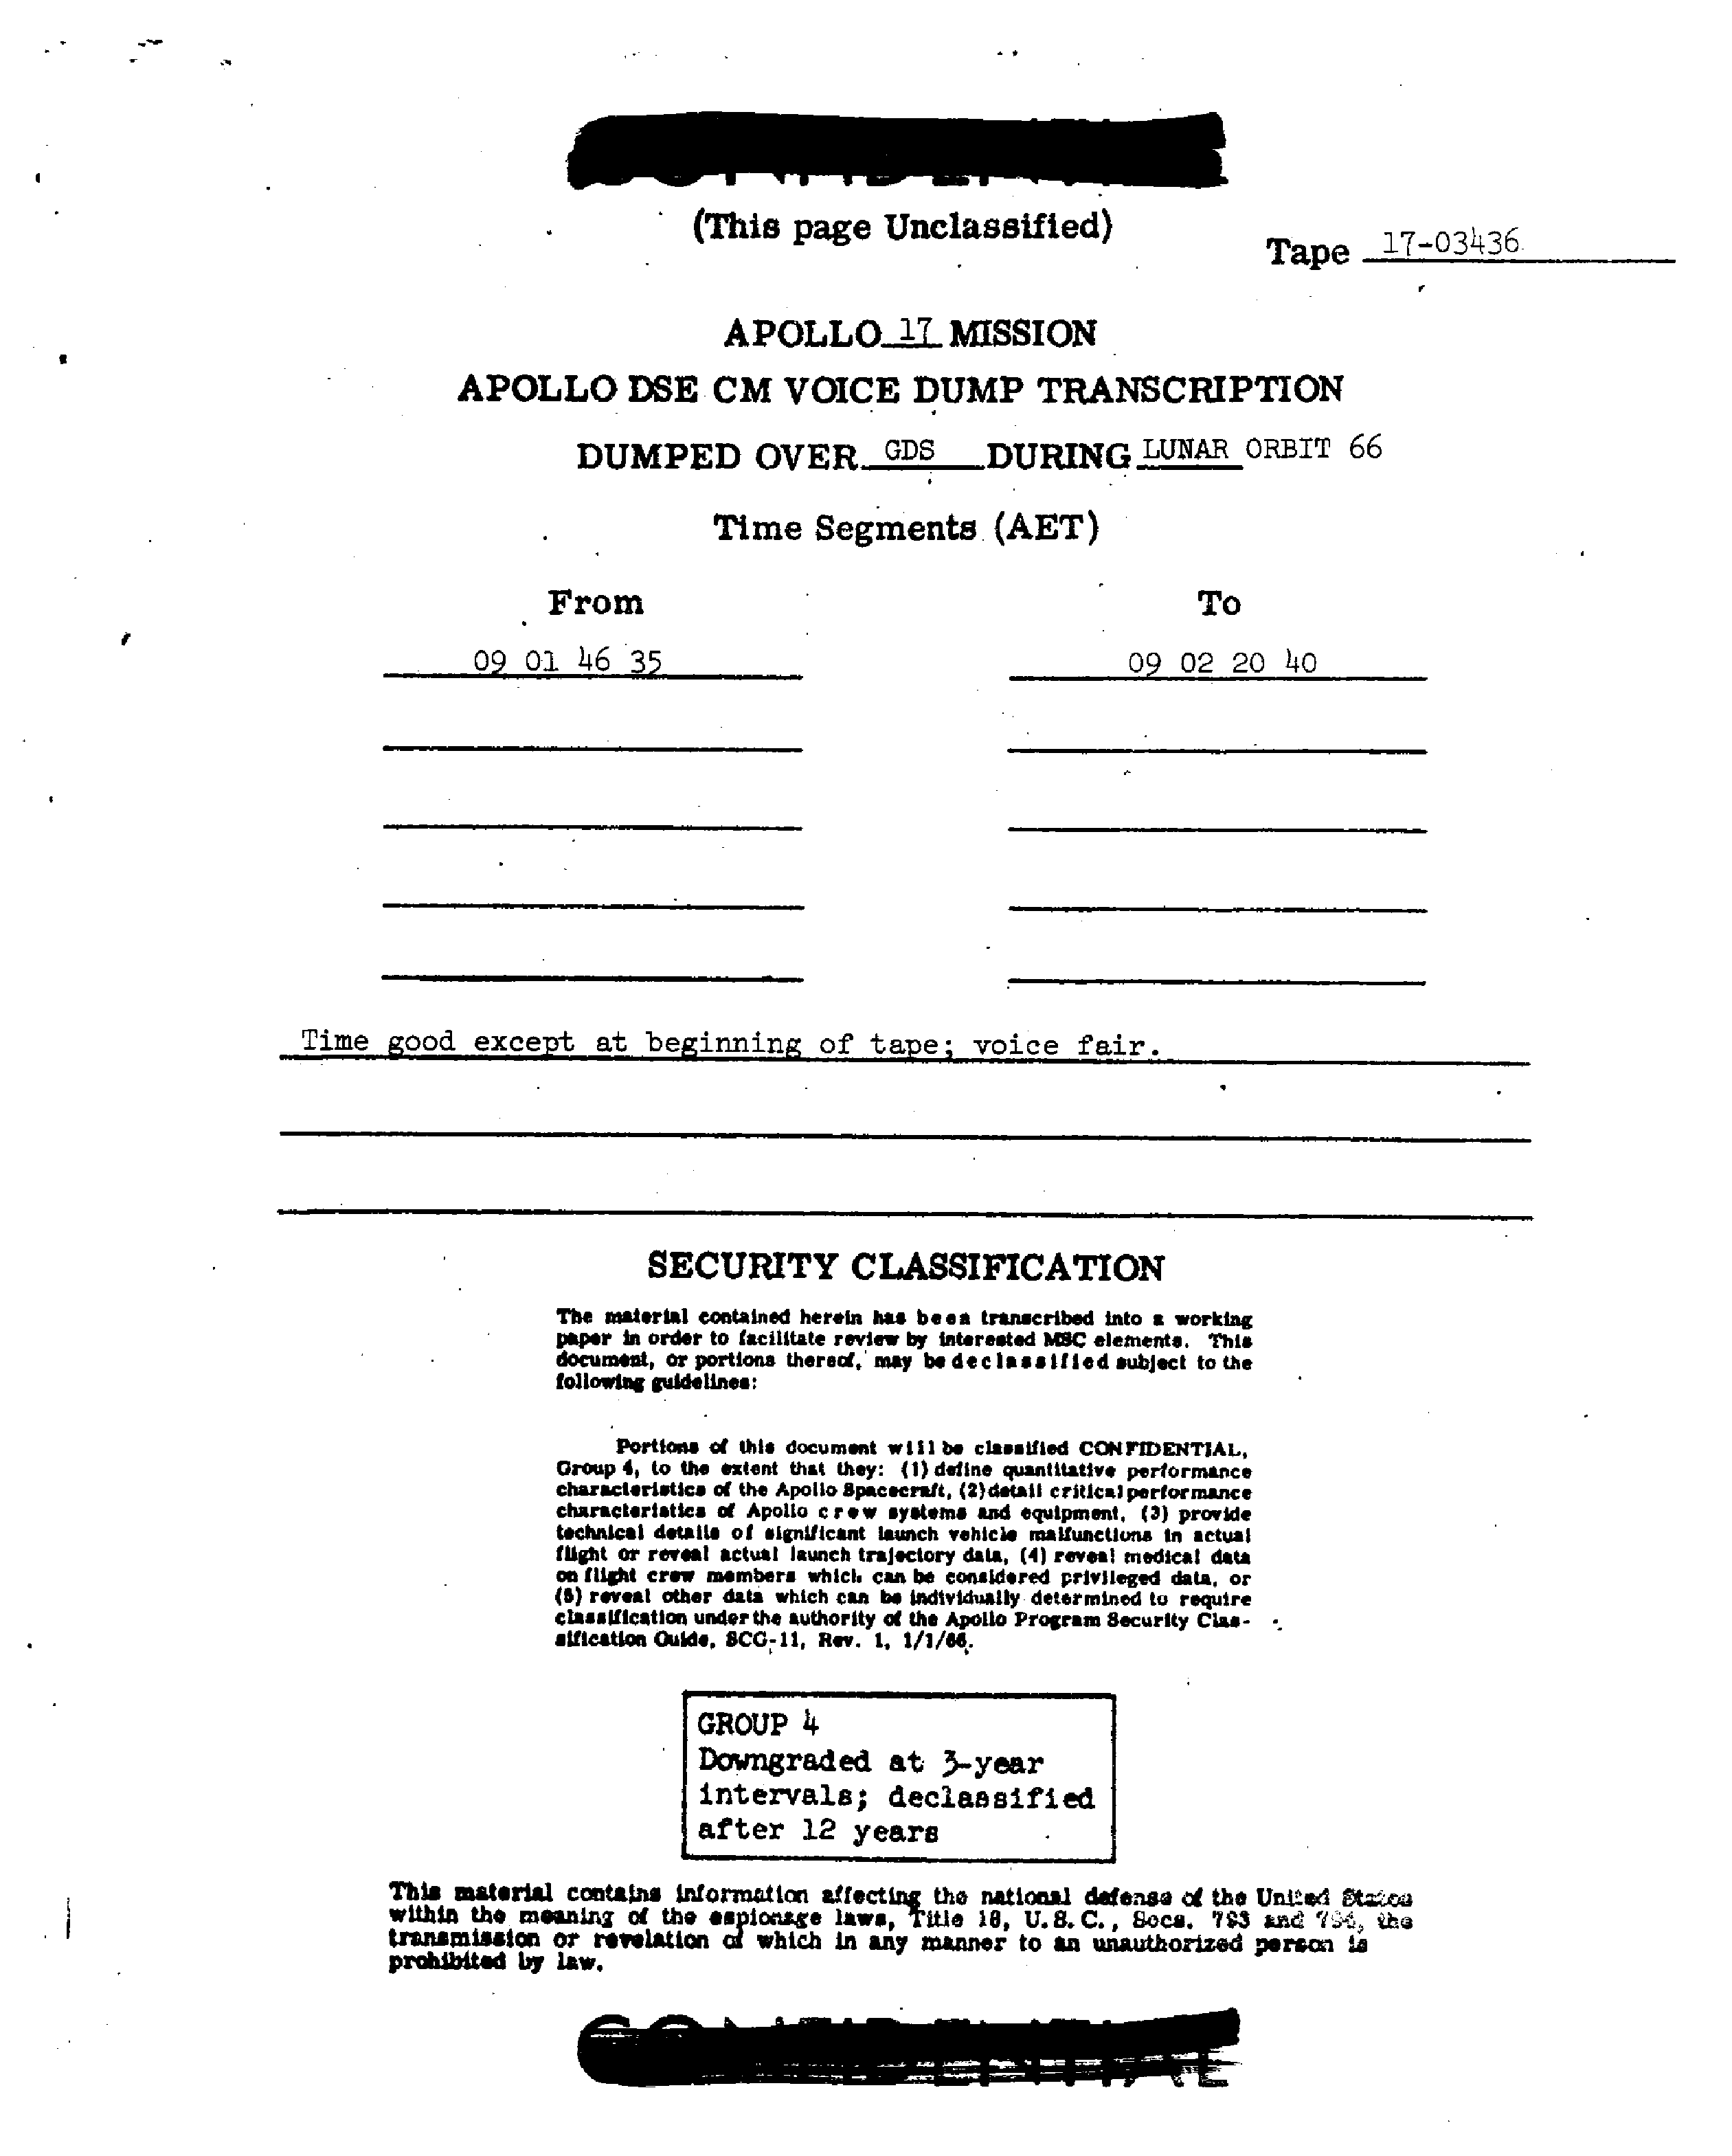 (This page Unclassified)
Tape 17-03436
APOLLO 17 MISSION
APOLLO DSE CM VOICE DUMP TRANSCRIPTION
DUMPED OVER GDS DURING LUNAR ORBIT 66
Time Segments (AET)
From To
09 01 46 35 09 02 20 40
Time good except at beginning of tape; voice fair.
SECURITY CLASSIFICATION
The material contained herein has been transcribed into a working
paper in order to facilitate review by interested MSC elements. This
document, or portions thereof, may be declassified subject to the
following guidelines:
Portions of this document will be classified CONFIDENTIAL,
Group 4, to the extent that they: (1) define quantitative performance
characteristics of the Apollo Spacecraft, (2) detail critical performance
characteristics of Apollo crew systems and equipment, (3) provide
technical details of significant launch vehicle malfunctions in actual
flight or reveal actual launch trajectory data, (4) reveal medical data
on flight crew members which can be considered privileged data, or
(5) reveal other data which can be individually determined to require
classification under the authority of the Apollo Program Security Clas-
sification Guide, SCG-11, Rev. 1, 1/1/66.
GROUP 4
Downgraded at 3-year
intervals; declassified
after 12 years
This material contains information affecting the national defense of the United States
within the meaning of the espionage laws, Title 18, U.S.C., Secs. 793 and 794, the
transmission or revelation of which in any manner to an unauthorized person is
prohibited by law.